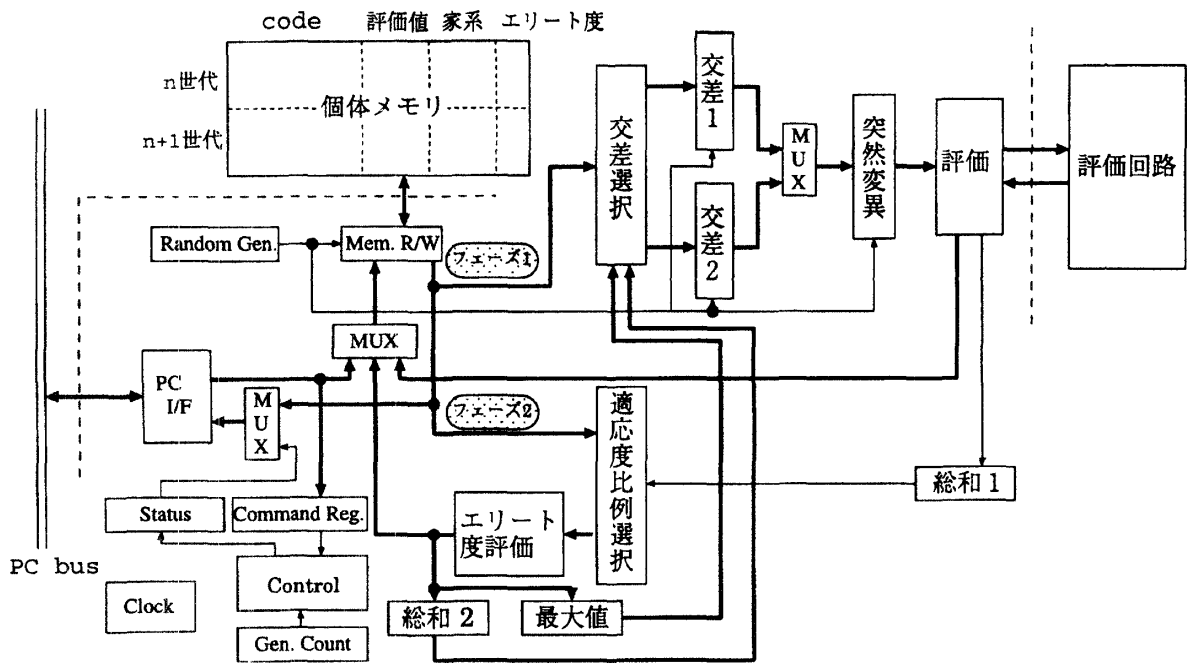 code 評価値 家系 エリート度
n世代
個体メモリ
n+1世代
交差選択
交差1
交差2
MUX
突然変異
評価
評価回路
Random Gen.
Mem. R/W
フェーズ1
MUX
PC
I/F
MUX
フェーズ2
適応度比例選択
総和1
Status
Command Reg.
エリート
度評価
PC bus
Clock
Control
総和2
最大値
Gen. Count